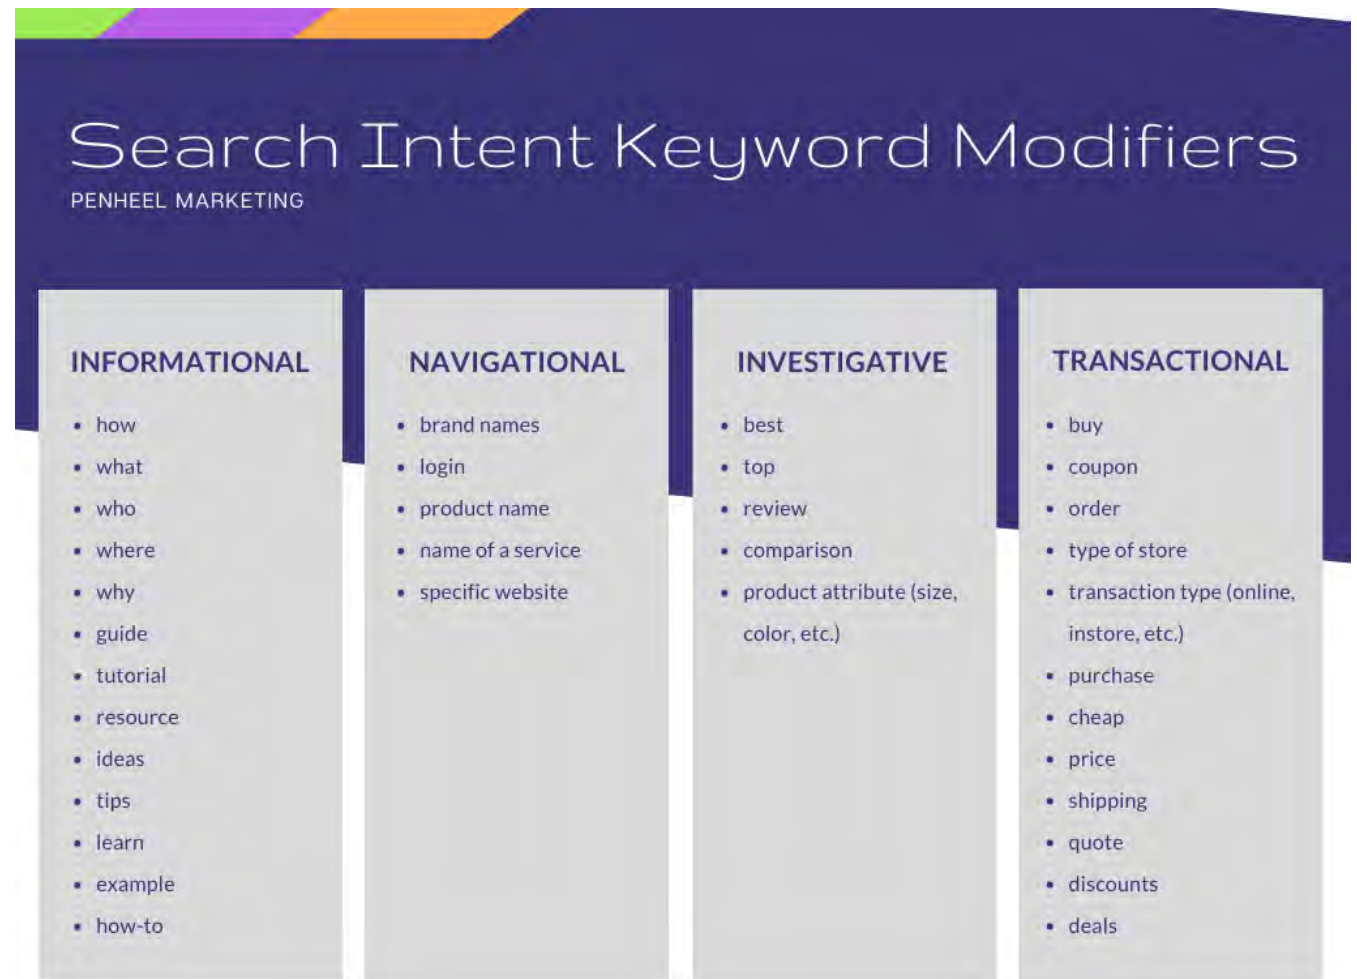 Search Intent Keyword Modifiers
PENHEEL MARKETING
INFORMATIONAL
• how
• what
• who
• where
• why
• guide
• tutorial
• resource
• ideas
• tips
• learn
• example
• how-to
NAVIGATIONAL
• brand names
• login
• product name
• name of a service
• specific website
INVESTIGATIVE
• best
• top
• review
• comparison
• product attribute (size,
color, etc.)
TRANSACTIONAL
• buy
• coupon
• order
• type of store
• transaction type (online,
instore, etc.)
• purchase
• cheap
• price
• shipping
• quote
• discounts
• deals